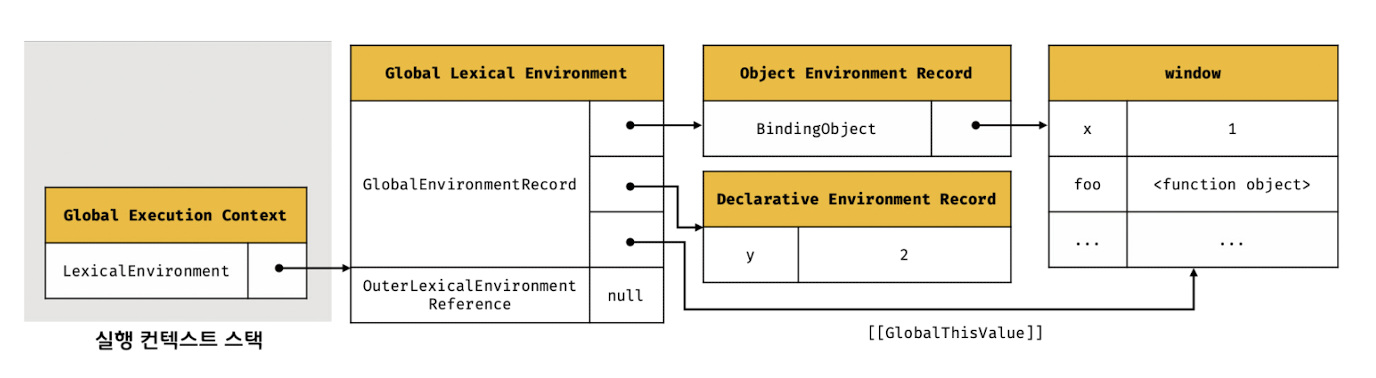 Global Execution Context
LexicalEnvironment
실행 컨텍스트 스택
Global Lexical Environment
GlobalEnvironmentRecord
OuterLexicalEnvironment
Reference
null
Object Environment Record
BindingObject
Declarative Environment Record
y
2
[[GlobalThisValue]]
window
x
1
foo
<function object>
...
...